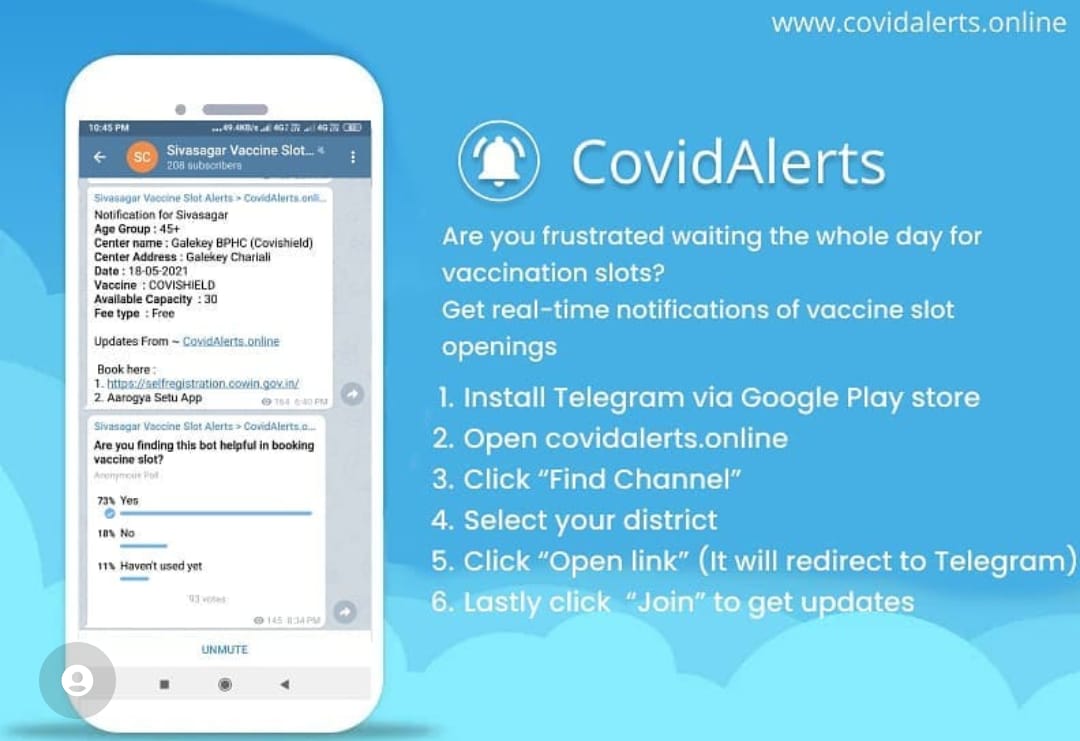 www.covidalerts.online
10:45 PM
49.4KB/s 4G 4G
SC
Sivasagar Vaccine Slot...
208 subscribers
Sivasagar Vaccine Slot Alerts > CovidAlerts.onli...
Notification for Sivasagar
Age Group : 45+
Center name : Galekey BPHC (Covishield)
Center Address : Galekey Chariali
Date : 18-05-2021
Vaccine : COVISHIELD
Available Capacity : 30
Fee type : Free
Updates From ~ CovidAlerts.online
Book here :
1. https://selfregistration.cowin.gov.in/
2. Aarogya Setu App
164 6:40 PM
Sivasagar Vaccine Slot Alerts > CovidAlerts.o...
Are you finding this bot helpful in booking
vaccine slot?
Anonymous Poll
73% Yes
18% No
11% Haven't used yet
93 votes
145 8:34 PM
UNMUTE
CovidAlerts
Are you frustrated waiting the whole day for
vaccination slots?
Get real-time notifications of vaccine slot
openings
1. Install Telegram via Google Play store
2. Open covidalerts.online
3. Click “Find Channel”
4. Select your district
5. Click “Open link” (It will redirect to Telegram)
6. Lastly click “Join” to get updates